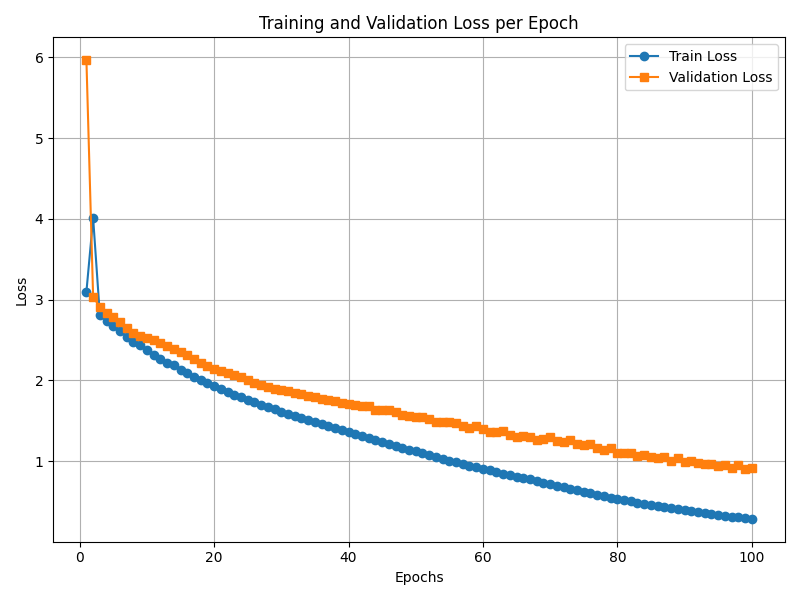 Training and Validation Loss per Epoch
Train Loss
Validation Loss
6
5
4
3
2
1
Loss
0 20 40 60 80 100
Epochs